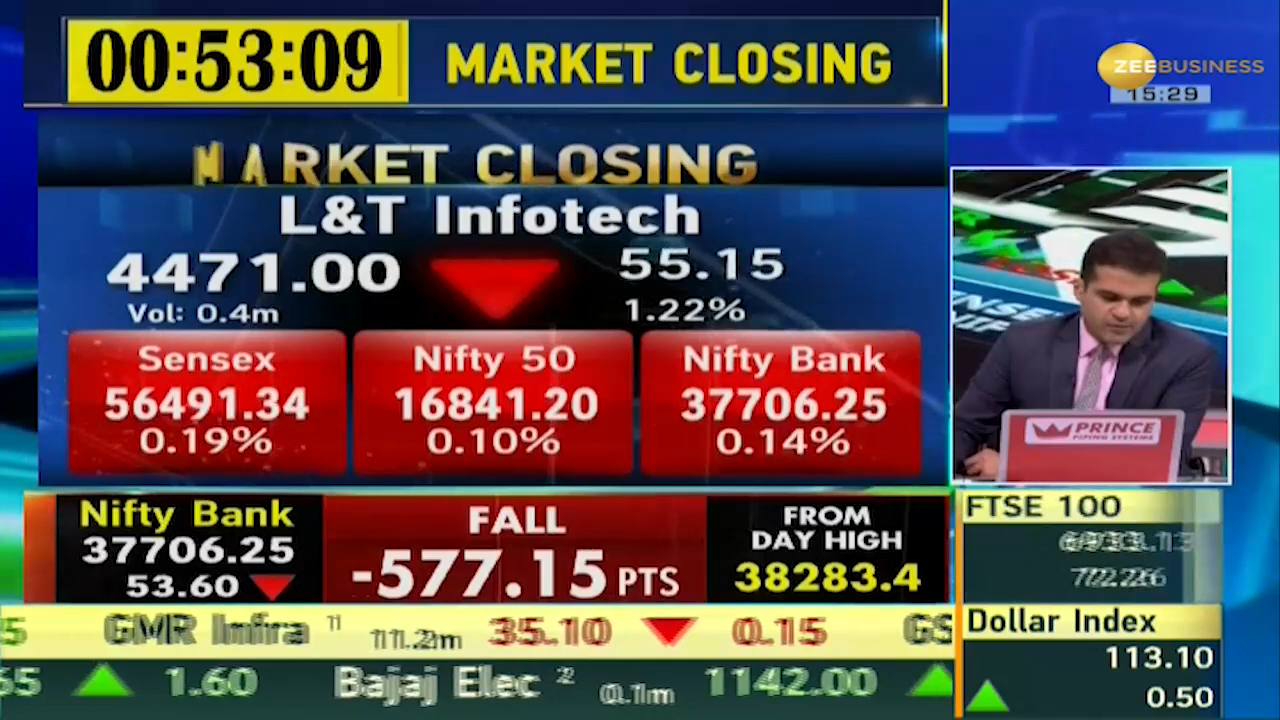 00:53:09
MARKET CLOSING
ZEEBUSINESS
15:29
MARKET CLOSING
L&T Infotech
4471.00
55.15
Vol: 0.4m
1.22%
Sensex
56491.34
0.19%
Nifty 50
16841.20
0.10%
Nifty Bank
37706.25
0.14%
PRINCE
PIPING SYSTEMS
Nifty Bank
37706.25
53.60
FALL
-577.15 PTS
FROM
DAY HIGH
38283.4
FTSE 100
Dollar Index
113.10
0.50
GMR Infra 11.2m 35.10 0.15 GS
1.60 Bajaj Elec 0.1m 1142.00